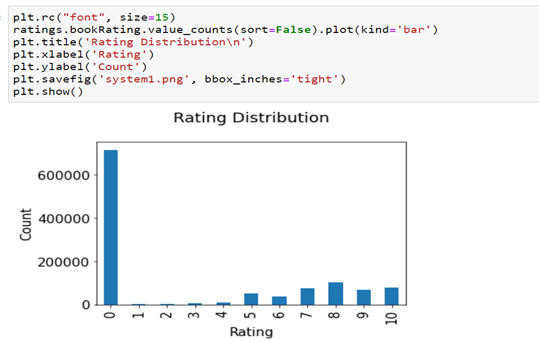 plt.rc("font", size=15)
ratings.bookRating.value_counts(sort=False).plot(kind='bar')
plt.title('Rating Distribution\n')
plt.xlabel('Rating')
plt.ylabel('Count')
plt.savefig('system1.png', bbox_inches='tight')
plt.show()
Rating Distribution
600000
400000
200000
0
Count
0 1 2 3 4 5 6 7 8 9 10
Rating